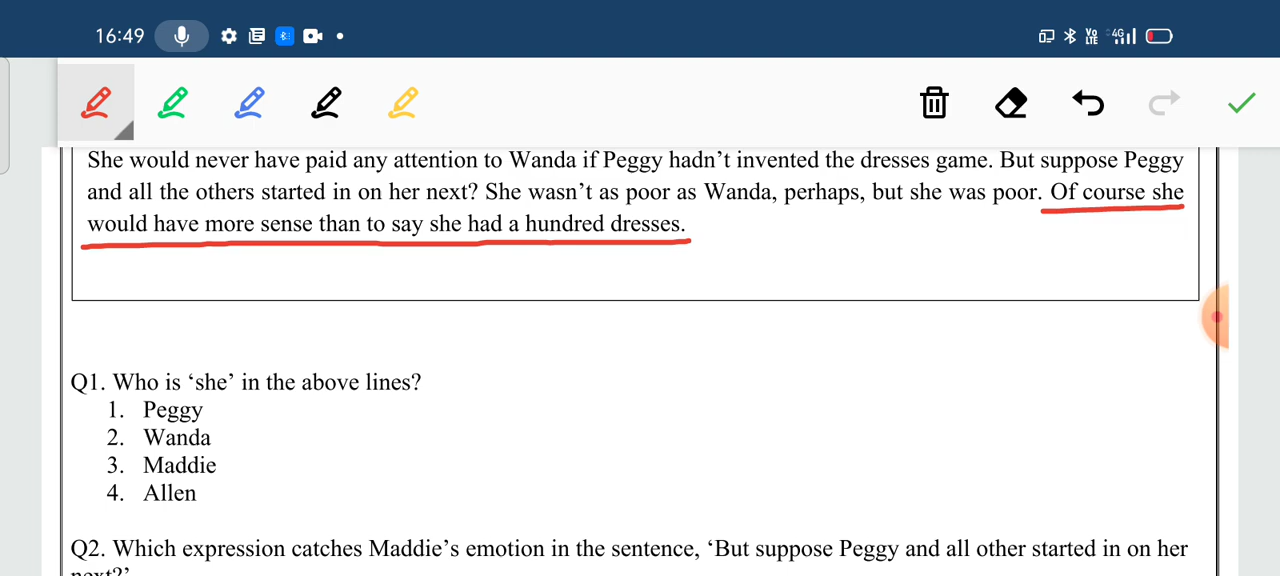 16:49
Vo LTE 4G
She would never have paid any attention to Wanda if Peggy hadn’t invented the dresses game. But suppose Peggy
and all the others started in on her next? She wasn’t as poor as Wanda, perhaps, but she was poor. Of course she
would have more sense than to say she had a hundred dresses.
Q1. Who is ‘she’ in the above lines?
1. Peggy
2. Wanda
3. Maddie
4. Allen
Q2. Which expression catches Maddie’s emotion in the sentence, ‘But suppose Peggy and all other started in on her
next?’